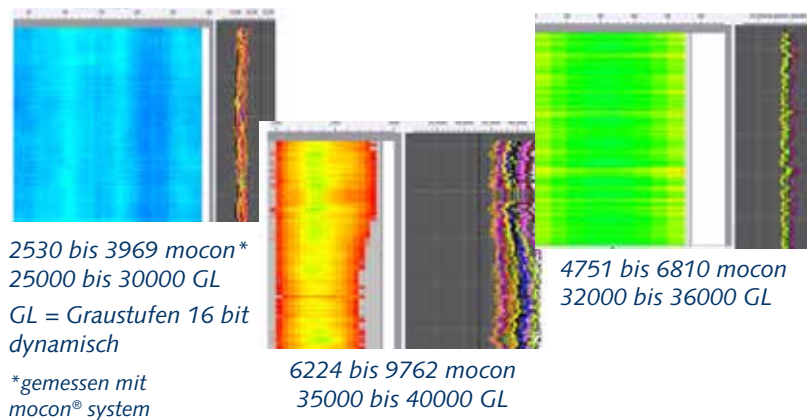 2530 bis 3969 mocon*
25000 bis 30000 GL
GL = Graustufen 16 bit
dynamisch
*gemessen mit
mocon® system
6224 bis 9762 mocon
35000 bis 40000 GL
4751 bis 6810 mocon
32000 bis 36000 GL